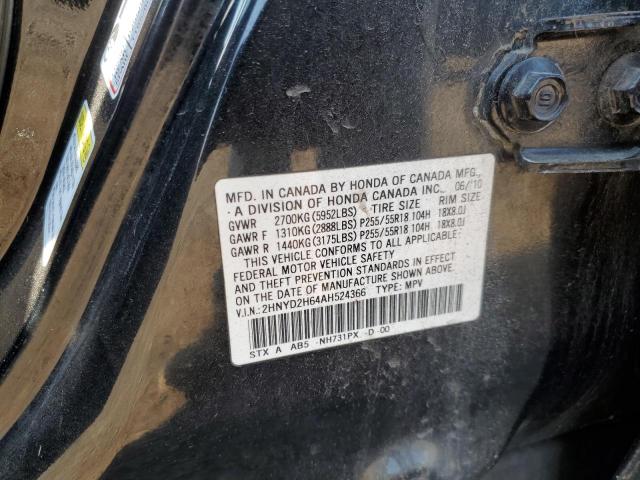 MFD. IN CANADA BY HONDA OF CANADA MFG.,
A DIVISION OF HONDA CANADA INC., 06/10
GVWR 2700KG(5952LBS) TIRE SIZE RIM SIZE
GAWR F 1310KG(2888LBS)P255/55R18 104H 18X8.0J
GAWR R 1440KG(3175LBS)P255/55R18 104H 18X8.0J
THIS VEHICLE CONFORMS TO ALL APPLICABLE
FEDERAL MOTOR VEHICLE SAFETY
AND THEFT PREVENTION STANDARDS IN EFFECT
ON THE DATE OF MANUFACTURE SHOWN ABOVE.
V.I.N.:2HNYD2H64AH524366 TYPE: MPV
STX A AB5 -NH731PX -D -00